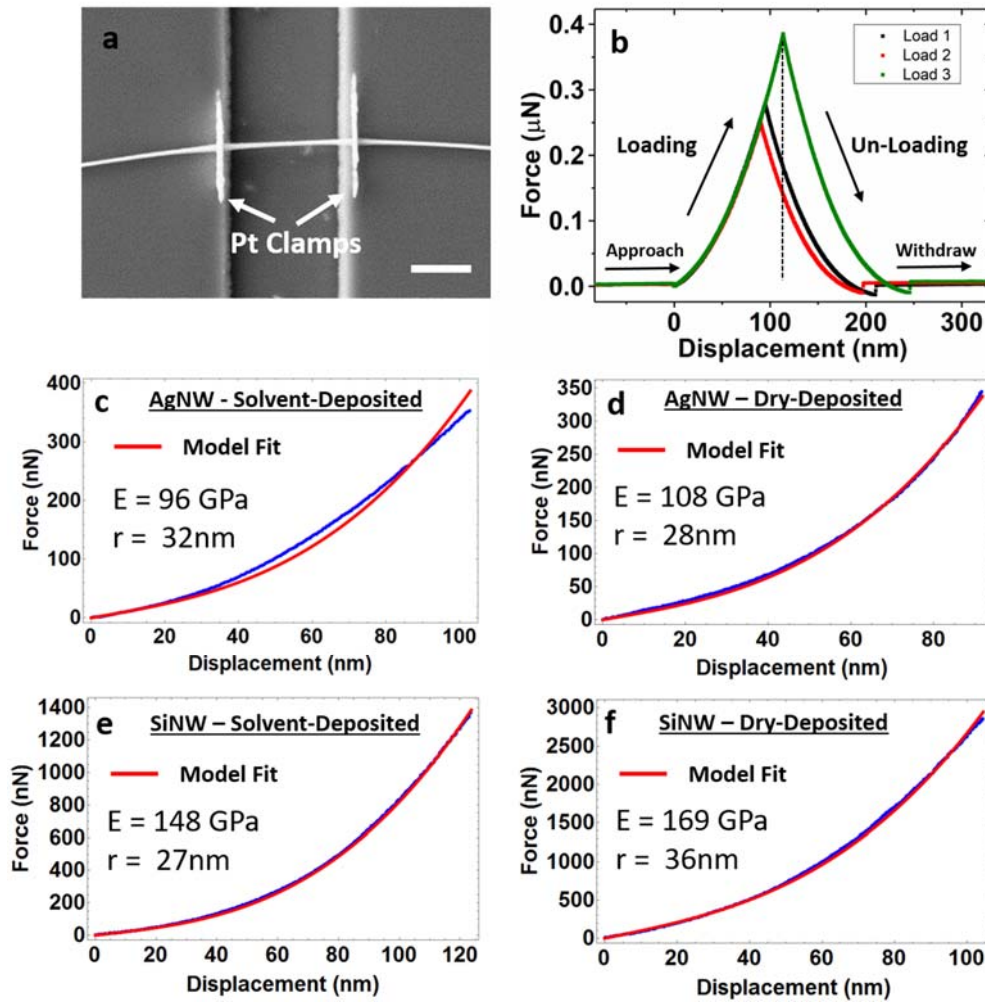 a
Pt Clamps
b
0.4
0.3
0.2
0.1
0.0
Force (µN)
Load 1
Load 2
Load 3
Loading
Un-Loading
Approach
Withdraw
0 100 200 300
Displacement (nm)
c AgNW - Solvent-Deposited
Model Fit
E = 96 GPa
r = 32nm
400
300
200
100
0
Force (nN)
0 20 40 60 80 100
Displacement (nm)
d AgNW – Dry-Deposited
Model Fit
E = 108 GPa
r = 28nm
350
300
250
200
150
100
50
0
Force (nN)
0 20 40 60 80
Displacement (nm)
e SiNW – Solvent-Deposited
Model Fit
E = 148 GPa
r = 27nm
1400
1200
1000
800
600
400
200
0
Force (nN)
0 20 40 60 80 100 120
Displacement (nm)
f SiNW – Dry-Deposited
Model Fit
E = 169 GPa
r = 36nm
3000
2500
2000
1500
1000
500
0
Force (nN)
0 20 40 60 80 100
Displacement (nm)